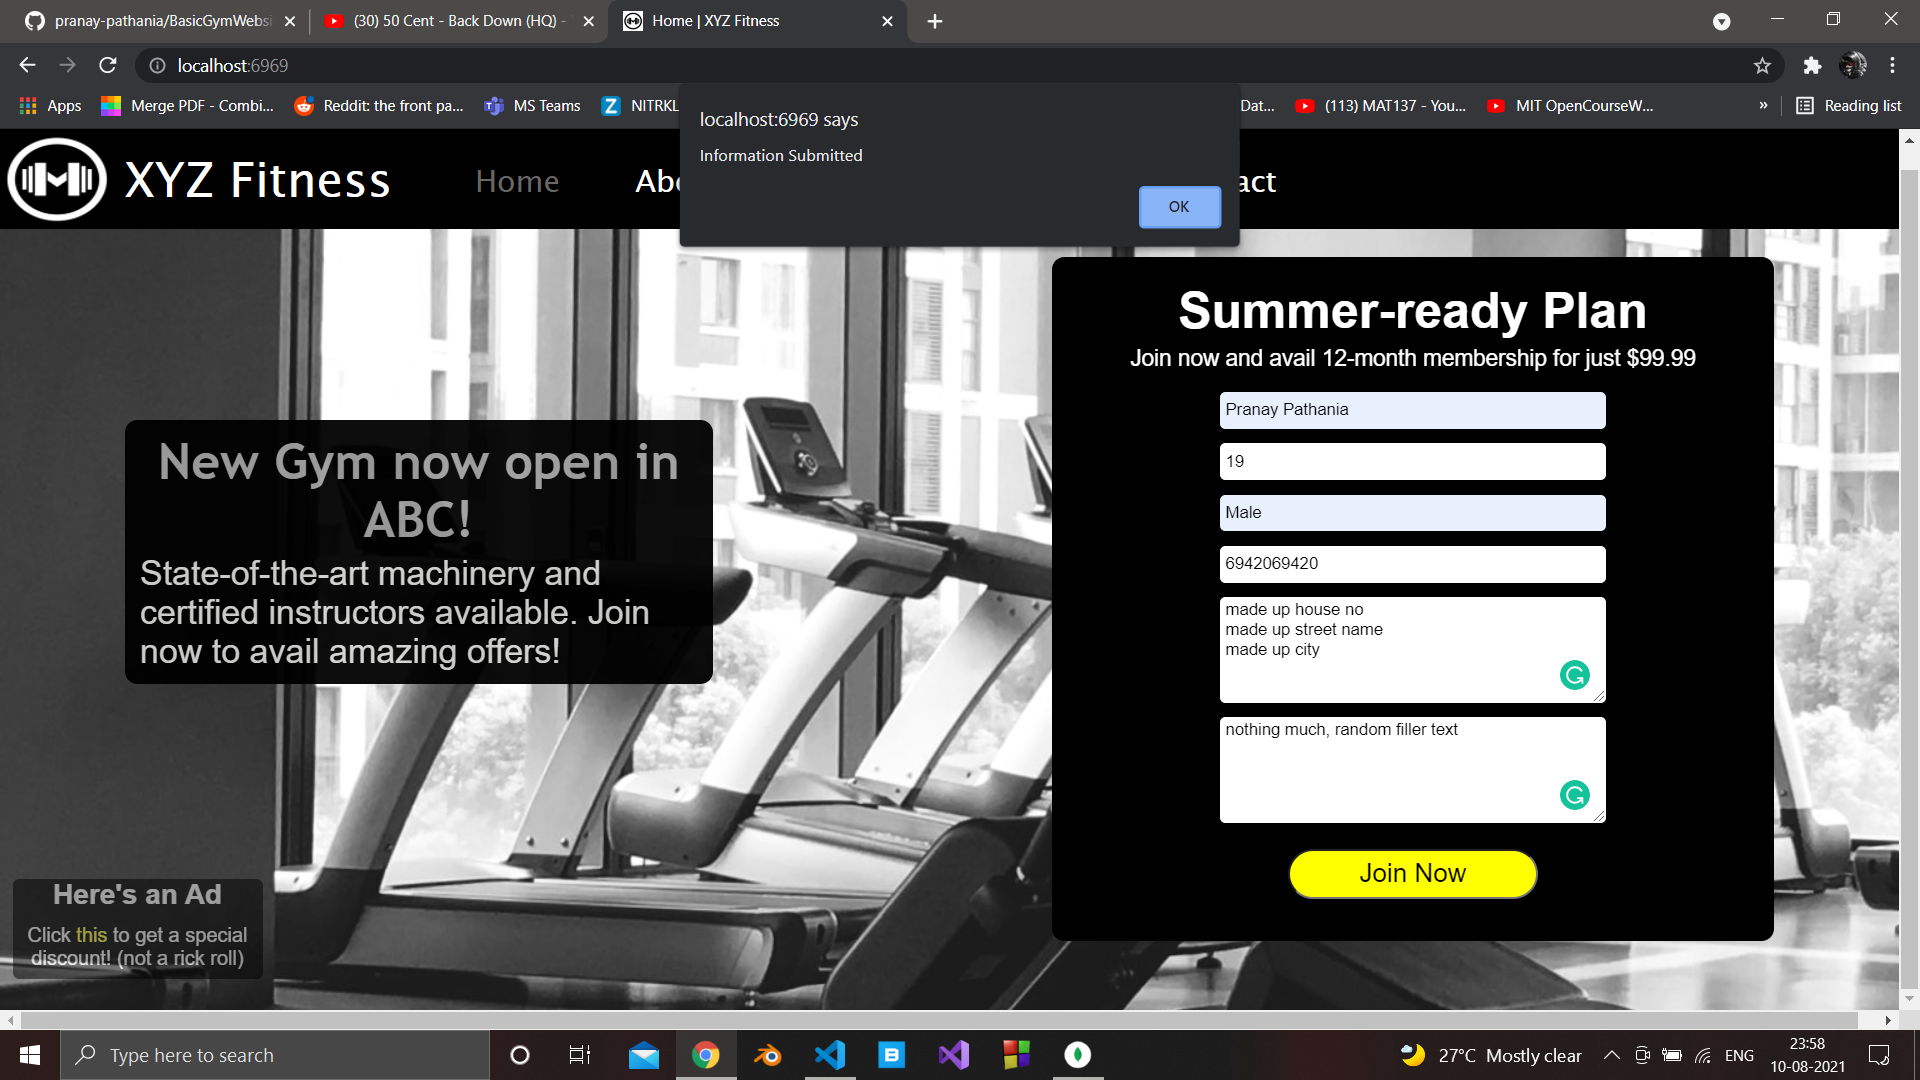 pranay-pathania/BasicGymWebsi
(30) 50 Cent - Back Down (HQ) -
Home | XYZ Fitness
localhost:6969
Apps
Merge PDF - Combi...
Reddit: the front pa...
MS Teams
NITRKL
Dat...
(113) MAT137 - You...
MIT OpenCourseW...
»
Reading list
localhost:6969 says
Information Submitted
OK
XYZ Fitness
Home
Abo
act
New Gym now open in
ABC!
State-of-the-art machinery and
certified instructors available. Join
now to avail amazing offers!
Here's an Ad
Click this to get a special
discount! (not a rick roll)
Summer-ready Plan
Join now and avail 12-month membership for just $99.99
Pranay Pathania
19
Male
6942069420
made up house no
made up street name
made up city
nothing much, random filler text
Join Now
Type here to search
27°C Mostly clear
ENG
23:58
10-08-2021